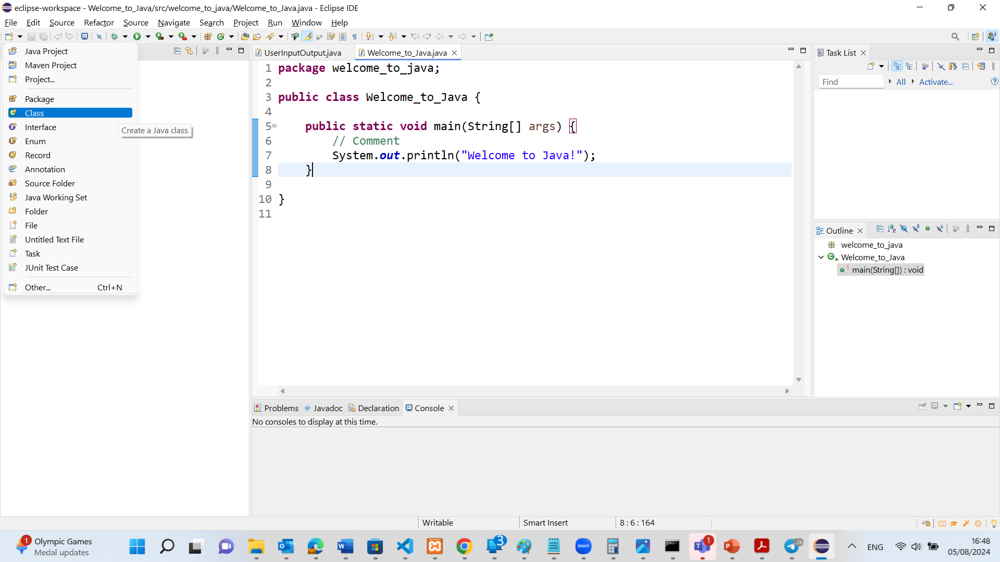 eclipse-workspace - Welcome_to_Java/src/welcome_to_java/Welcome_to_Java.java - Eclipse IDE
File Edit Source Refactor Source Navigate Search Project Run Window Help
Java Project
Maven Project
Project...
Package
Class
Interface
Create a Java class
Enum
Record
Annotation
Source Folder
Java Working Set
Folder
File
Untitled Text File
Task
JUnit Test Case
Other... Ctrl+N
UserInputOutput.java Welcome_to_Java.java
1 package welcome_to_java;
2
3 public class Welcome_to_Java {
4
5 public static void main(String[] args) {
6 // Comment
7 System.out.println("Welcome to Java!");
8 }
9
10 }
11
Task List
Find All Activate...
Outline
welcome_to_java
Welcome_to_Java
main(String[]) : void
Problems Javadoc Declaration Console
No consoles to display at this time.
Writable Smart Insert 8 : 6 : 164
1 Olympic Games
Medal updates
3
zoom
1
26
ENG
16:48
05/08/2024